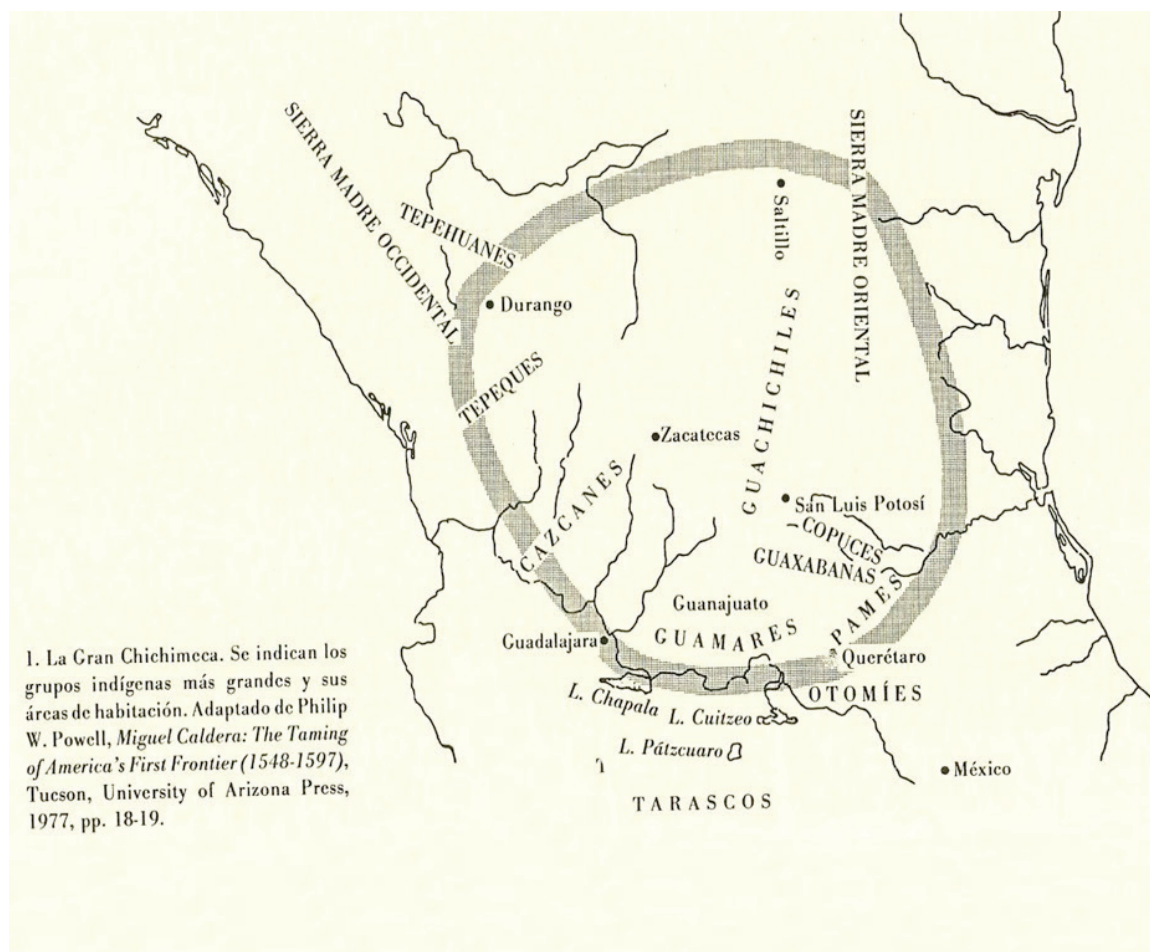 SIERRA MADRE OCCIDENTAL
SIERRA MADRE ORIENTAL
TEPEHUANES
Saltillo
Durango
GUACHICHILES
TEPEQUES
Zacatecas
CAZCANES
San Luis Potosí
COPUCES
GUAXABANAS
PAMES
Guanajuato
GUAMARES
Guadalajara
Querétaro
OTOMÍES
L. Chapala
L. Cuitzeo
L. Pátzcuaro
México
TARASCOS
1. La Gran Chichimeca. Se indican los
grupos indígenas más grandes y sus
áreas de habitación. Adaptado de Philip
W. Powell, Miguel Caldera: The Taming
of America's First Frontier (1548-1597),
Tucson, University of Arizona Press,
1977, pp. 18-19.